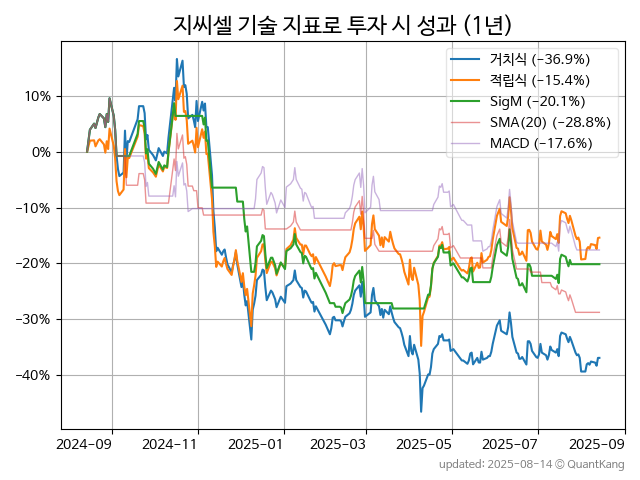 지씨셀 기술 지표로 투자 시 성과 (1년)
거치식 (−36.9%)
적립식 (−15.4%)
SigM (−20.1%)
SMA(20) (−28.8%)
MACD (−17.6%)
10%
0%
−10%
−20%
−30%
−40%
2024-09 2024-11 2025-01 2025-03 2025-05 2025-07 2025-09
updated: 2025-08-14 © QuantKang